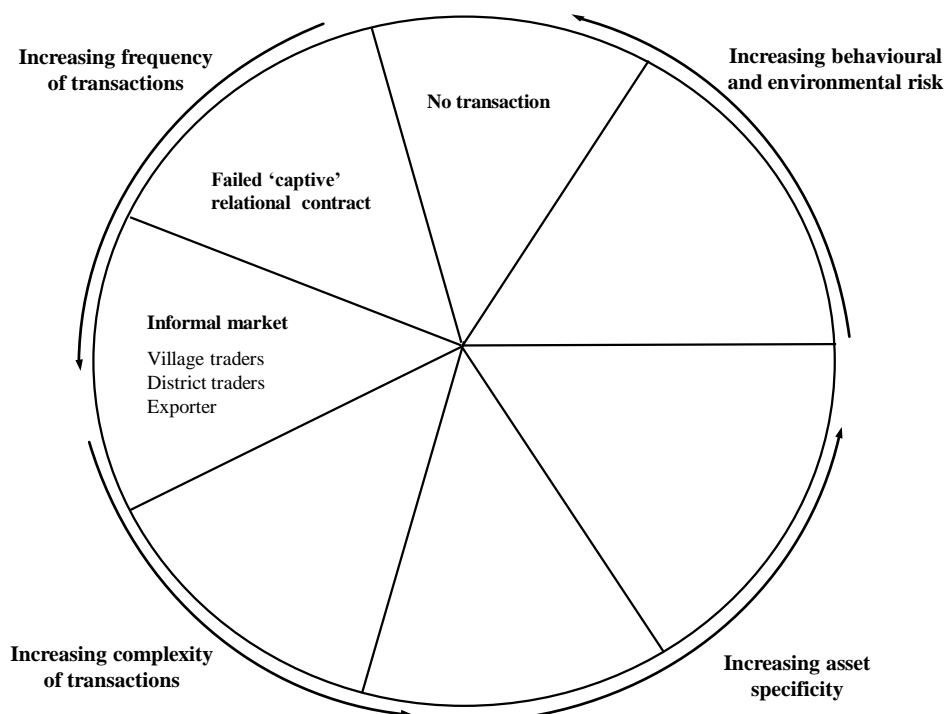 Increasing frequency
of transactions
Increasing behavioural
and environmental risk
No transaction
Failed ‘captive’
relational contract
Informal market
Village traders
District traders
Exporter
Increasing complexity
of transactions
Increasing asset
specificity